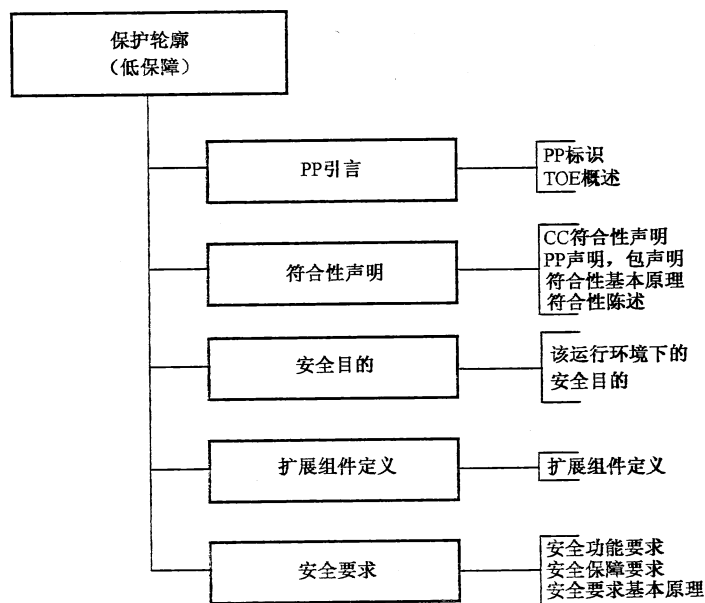 保护轮廓
（低保障）
PP引言
PP标识
TOE概述
符合性声明
CC符合性声明
PP声明，包声明
符合性基本原理
符合性陈述
安全目的
该运行环境下的
安全目的
扩展组件定义
扩展组件定义
安全要求
安全功能要求
安全保障要求
安全要求基本原理